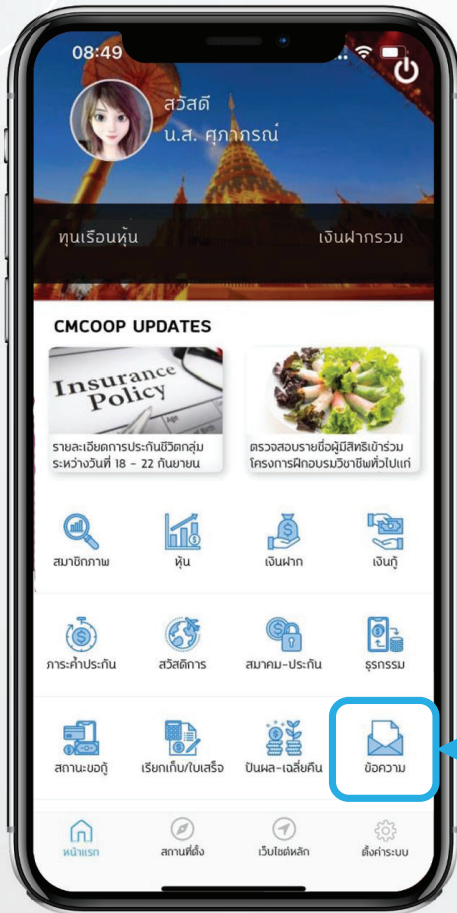 08:49
สวัสดี
น.ส. ศุภาภรณ์
ทุนเรือนหุ้น เงินฝากรวม
CMCOOP UPDATES
Insurance
Policy
Age
รายละเอียดการประกันชีวิตกลุ่ม
ระหว่างวันที่ 18 - 22 กันยายน
ตรวจสอบรายชื่อผู้มีสิทธิเข้าร่วม
โครงการฝึกอบรมวิชาชีพทั่วไปแก่
สมาชิกภาพ หุ้น เงินฝาก เงินกู้
ภาระค้ำประกัน สวัสดิการ สมาคม-ประกัน ธุรกรรม
สถานะขอกู้ เรียกเก็บ/ใบเสร็จ ปันผล-เฉลี่ยคืน ข้อความ
หน้าแรก สถานที่ตั้ง เว็บไซต์หลัก ตั้งค่าระบบ